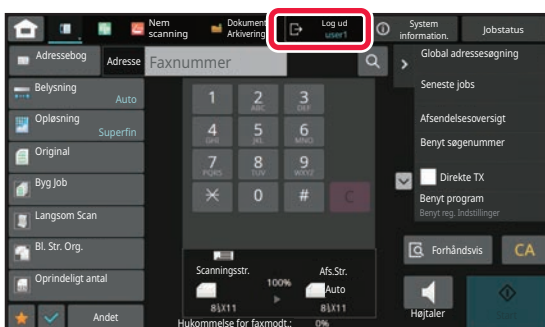 Nem scanning
Dokument Arkivering
Log ud
user1
System information.
Jobstatus
Adressebog
Adresse
Faxnummer
Global adressesøgning
Belysning
Auto
Seneste jobs
Opløsning
Superfin
Afsendelsesoversigt
Benyt søgenummer
Original
Byg Job
Direkte TX
Benyt program
Benyt reg. Indstillinger
Langsom Scan
Bl. Str. Org.
Oprindeligt antal
Andet
1
2 ABC
3 DEF
4 GHI
5 JKL
6 MNO
7 PQRS
8 TUV
9 WXYZ
0
#
C
Scanningsstr.
100%
Afs.Str.
Auto
8½X11
8½X11
Hukommelse for faxmodt.: 0%
Forhåndsvis
CA
Højtaler
Start